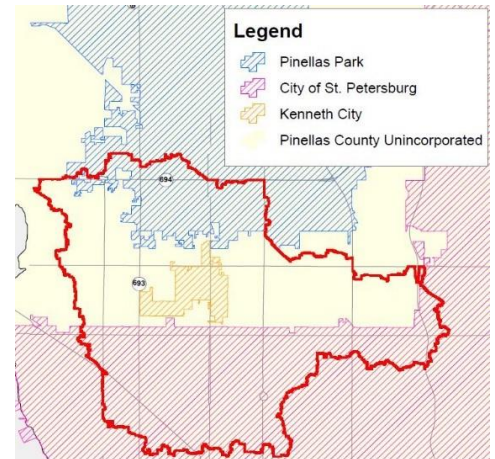 Legend
Pinellas Park
City of St. Petersburg
Kenneth City
Pinellas County Unincorporated
694
693